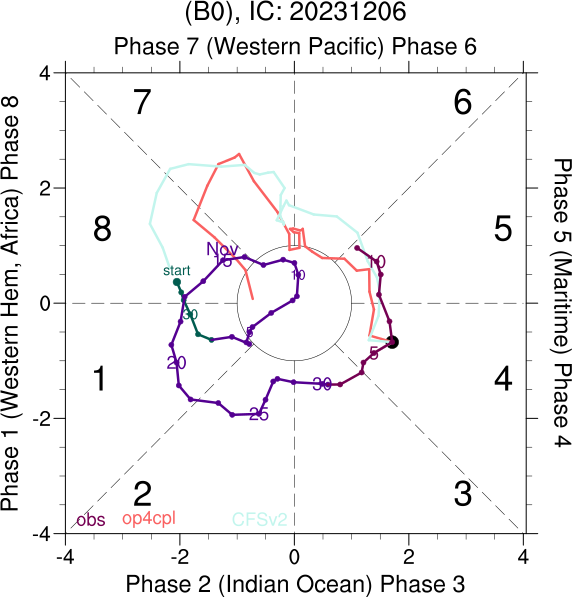 (B0), IC: 20231206
Phase 7 (Western Pacific) Phase 6
Phase 1 (Western Hem, Africa) Phase 8
Phase 5 (Maritime) Phase 4
4
2
0
-2
-4
7
6
8
5
1
4
2
3
Nov
15
10
10
start
30
5
5
20
25
30
obs
op4cpl
CFSv2
-4
-2
0
2
4
Phase 2 (Indian Ocean) Phase 3